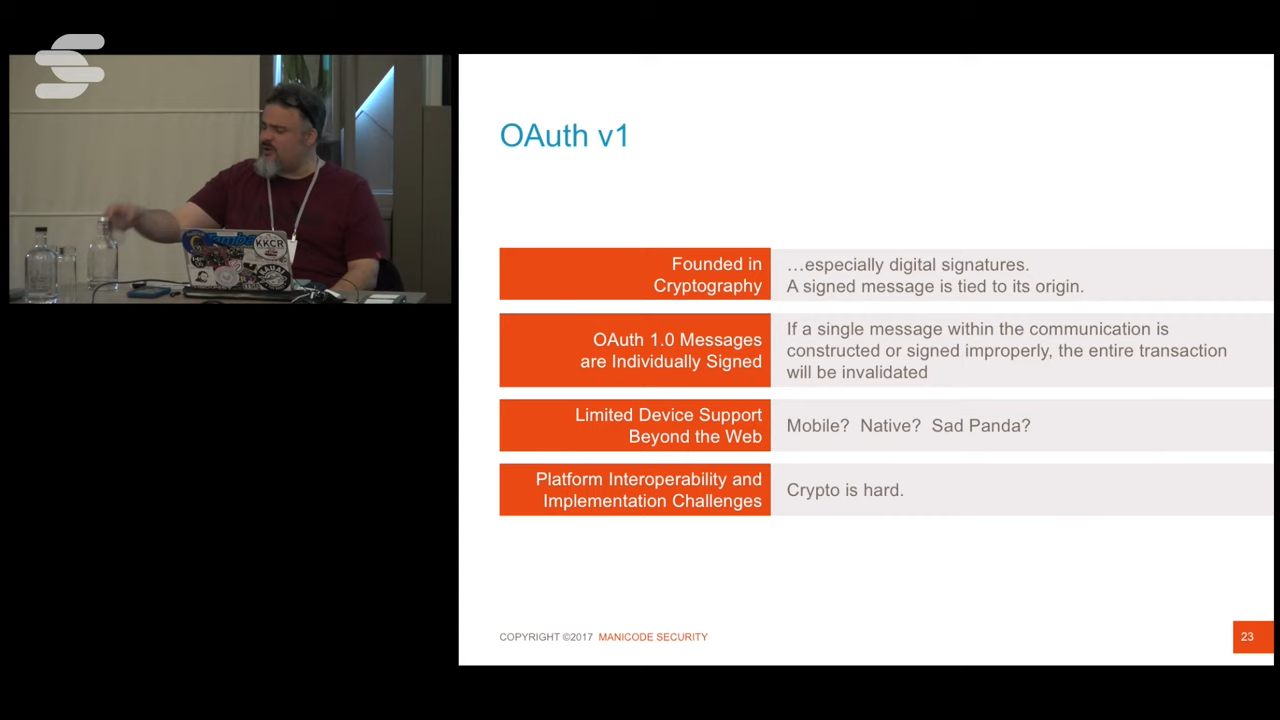 OAuth v1
Founded in
Cryptography
…especially digital signatures.
A signed message is tied to its origin.
OAuth 1.0 Messages
are Individually Signed
If a single message within the communication is
constructed or signed improperly, the entire transaction
will be invalidated
Limited Device Support
Beyond the Web
Mobile?  Native?  Sad Panda?
Platform Interoperability and
Implementation Challenges
Crypto is hard.
COPYRIGHT ©2017 MANICODE SECURITY
23
KKCR